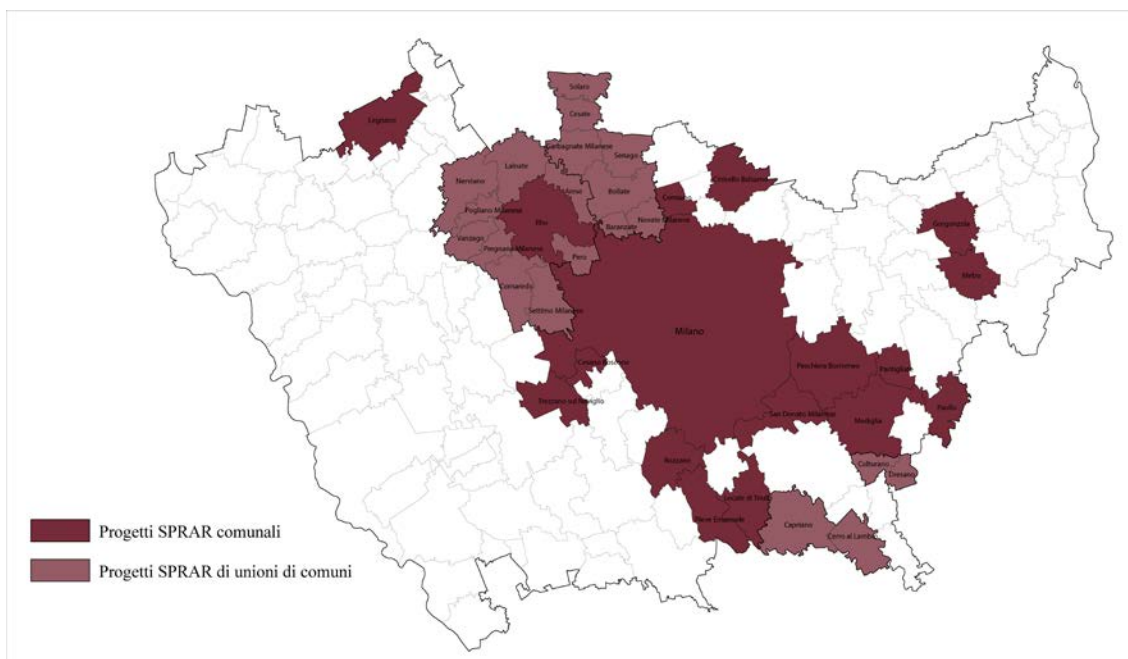 Solaro
Cesate
Legnano
Garbagnate Milanese
Senago
Lainate
Cinisello Balsamo
Nerviano
Arese
Bollate
Pogliano Milanese
Rho
Novate Milanese
Baranzate
Gorgonzola
Vanzago
Pregnana Milanese
Pero
Melzo
Cornaredo
Settimo Milanese
Milano
Cesano Boscone
Peschiera Borromeo
Pantigliate
Trezzano sul Naviglio
San Donato Milanese
Mediglia
Paullo
Rozzano
Colturano
Dresano
Locate di Triulzi
Pieve Emanuele
Carpiano
Cerro al Lambro
Progetti SPRAR comunali
Progetti SPRAR di unioni di comuni